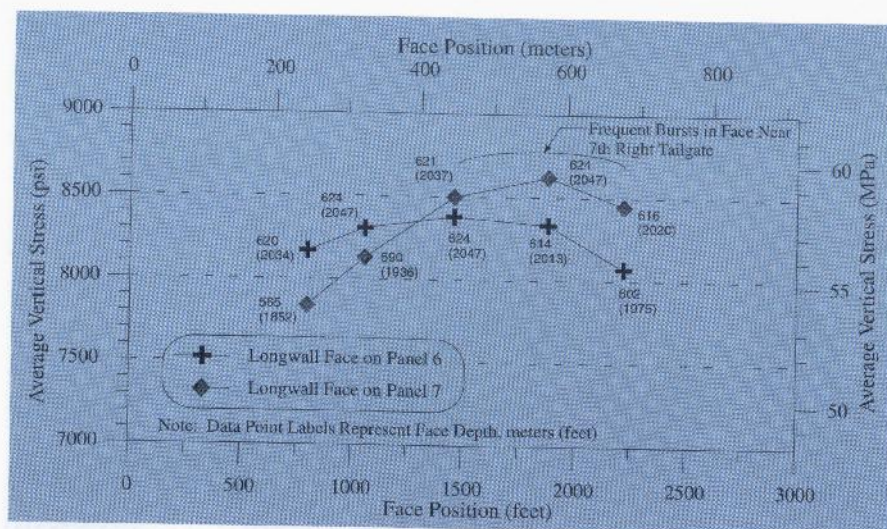 Face Position (meters)
0 200 400 600 800
9000
8500
8000
7500
7000
Average Vertical Stress (psi)
60
55
50
Average Vertical Stress (MPa)
Frequent Bursts in Face Near
7th Right Tailgate
621
(2037)
624
(2047)
624
(2047)
616
(2020)
620
(2034)
590
(1936)
624
(2047)
614
(2013)
602
(1975)
565
(1852)
Longwall Face on Panel 6
Longwall Face on Panel 7
Note: Data Point Labels Represent Face Depth, meters (feet)
0 500 1000 1500 2000 2500 3000
Face Position (feet)